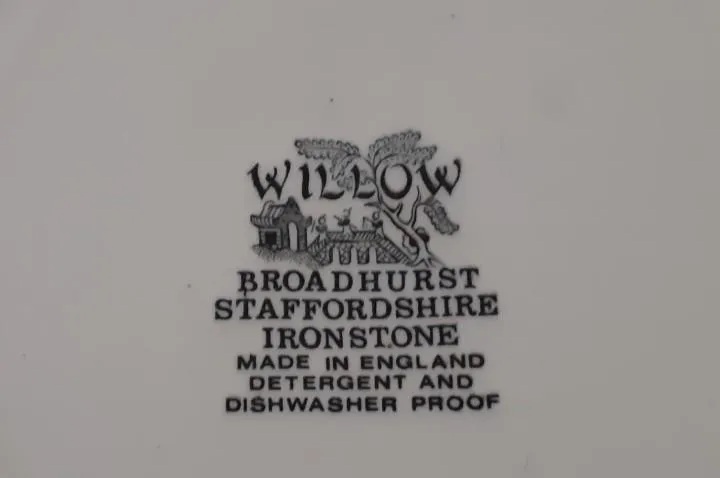 WILLOW
BROADHURST
STAFFORDSHIRE
IRONSTONE
MADE IN ENGLAND
DETERGENT AND
DISHWASHER PROOF